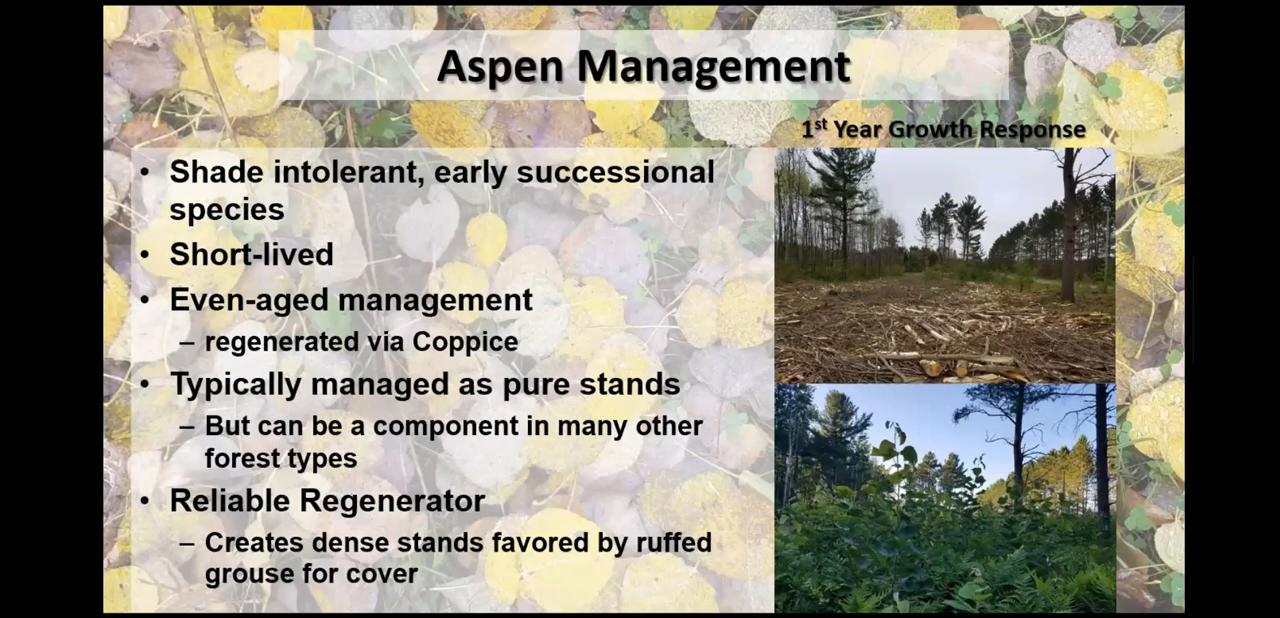 Aspen Management
1st Year Growth Response
• Shade intolerant, early successional
species
• Short-lived
• Even-aged management
– regenerated via Coppice
• Typically managed as pure stands
– But can be a component in many other
forest types
• Reliable Regenerator
– Creates dense stands favored by ruffed
grouse for cover